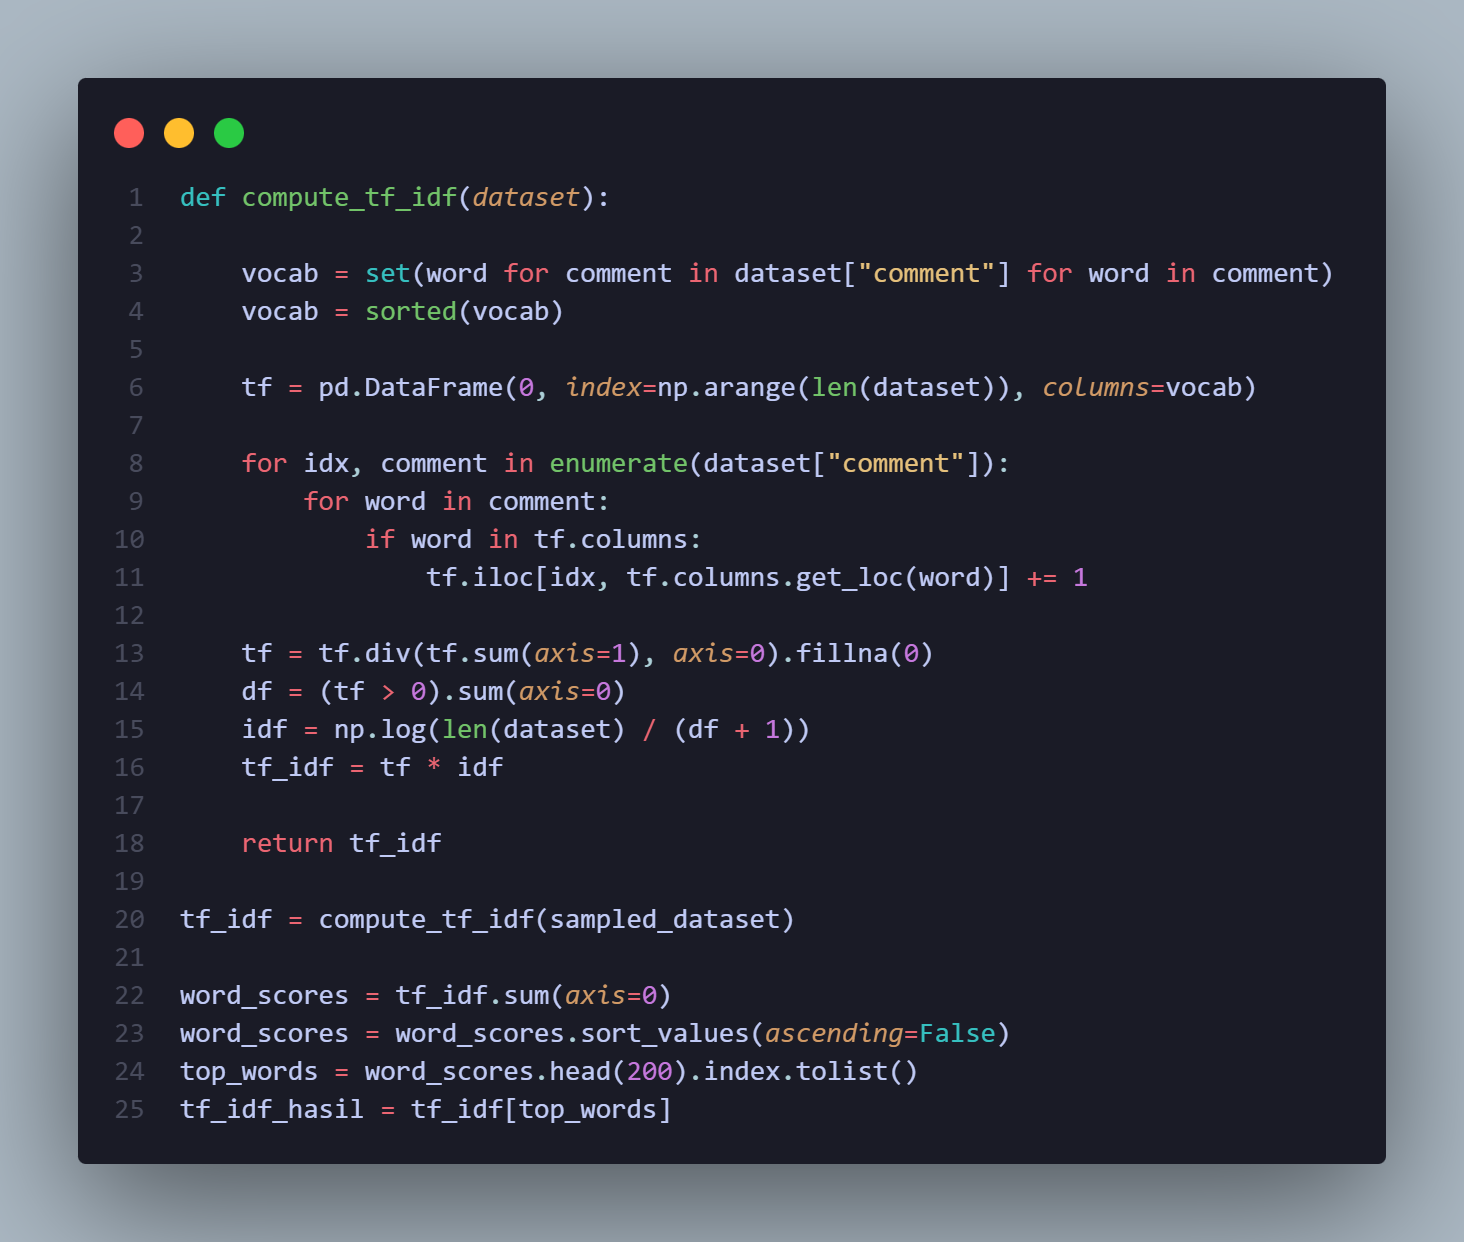 1 def compute_tf_idf(dataset):
2
3     vocab = set(word for comment in dataset["comment"] for word in comment)
4     vocab = sorted(vocab)
5
6     tf = pd.DataFrame(0, index=np.arange(len(dataset)), columns=vocab)
7
8     for idx, comment in enumerate(dataset["comment"]):
9         for word in comment:
10             if word in tf.columns:
11                 tf.iloc[idx, tf.columns.get_loc(word)] += 1
12
13     tf = tf.div(tf.sum(axis=1), axis=0).fillna(0)
14     df = (tf > 0).sum(axis=0)
15     idf = np.log(len(dataset) / (df + 1))
16     tf_idf = tf * idf
17
18     return tf_idf
19
20 tf_idf = compute_tf_idf(sampled_dataset)
21
22 word_scores = tf_idf.sum(axis=0)
23 word_scores = word_scores.sort_values(ascending=False)
24 top_words = word_scores.head(200).index.tolist()
25 tf_idf_hasil = tf_idf[top_words]